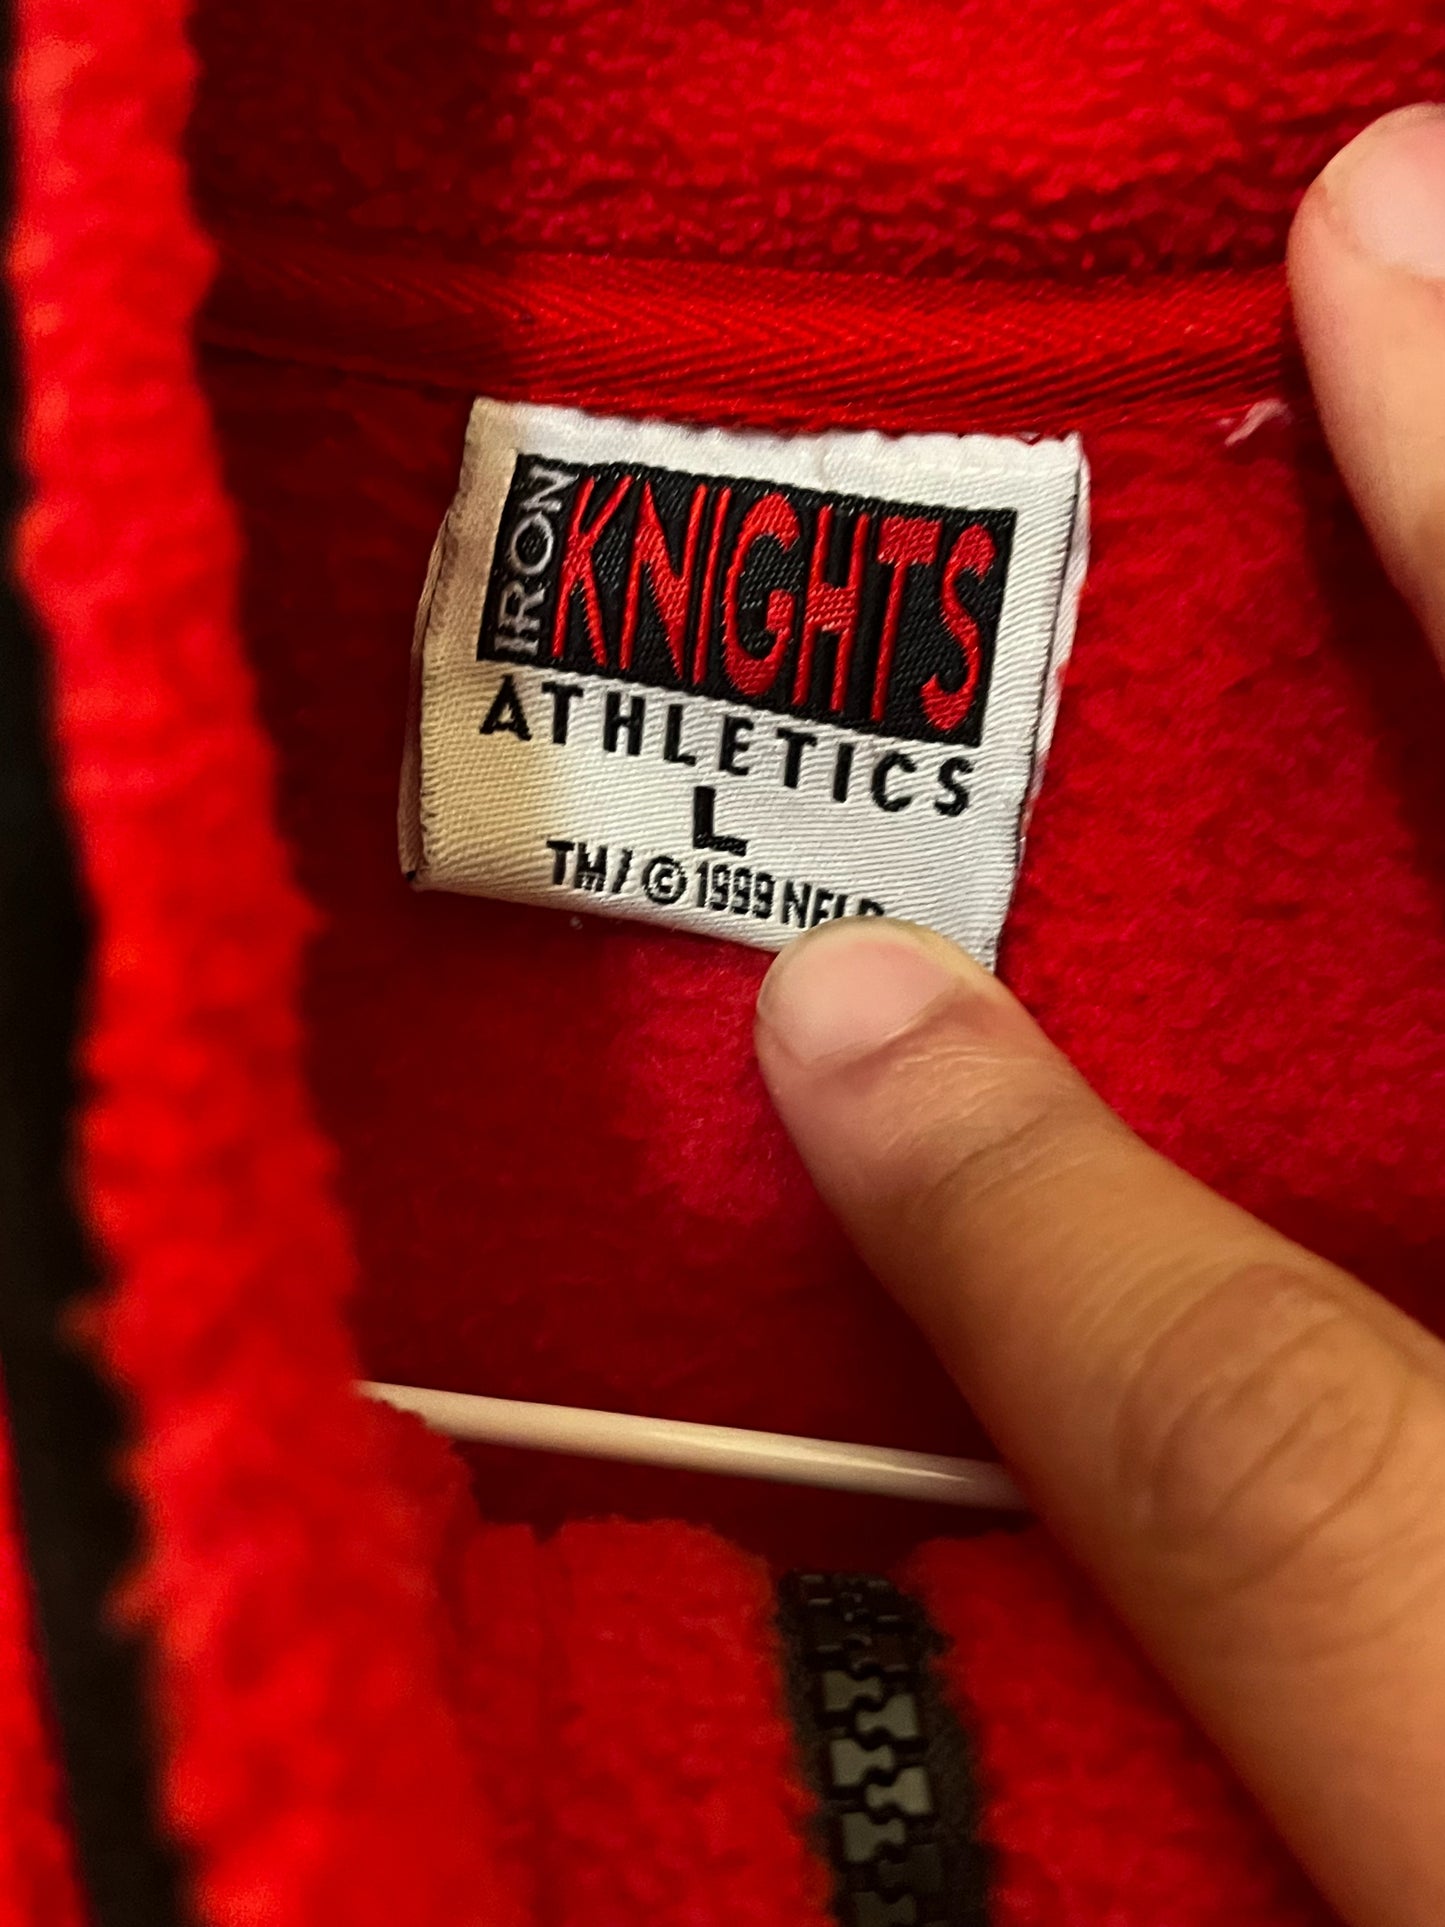 IRON
KNIGHTS
ATHLETICS
L
TM/©1999